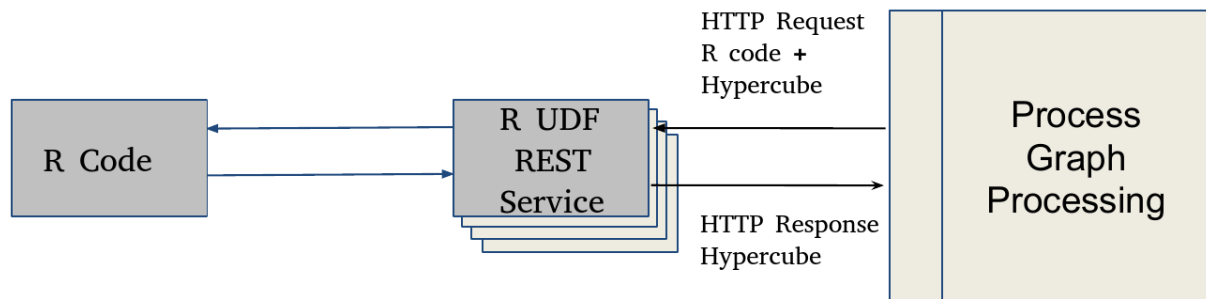 R Code
R UDF
REST
Service
HTTP Request
R code +
Hypercube
HTTP Response
Hypercube
Process
Graph
Processing